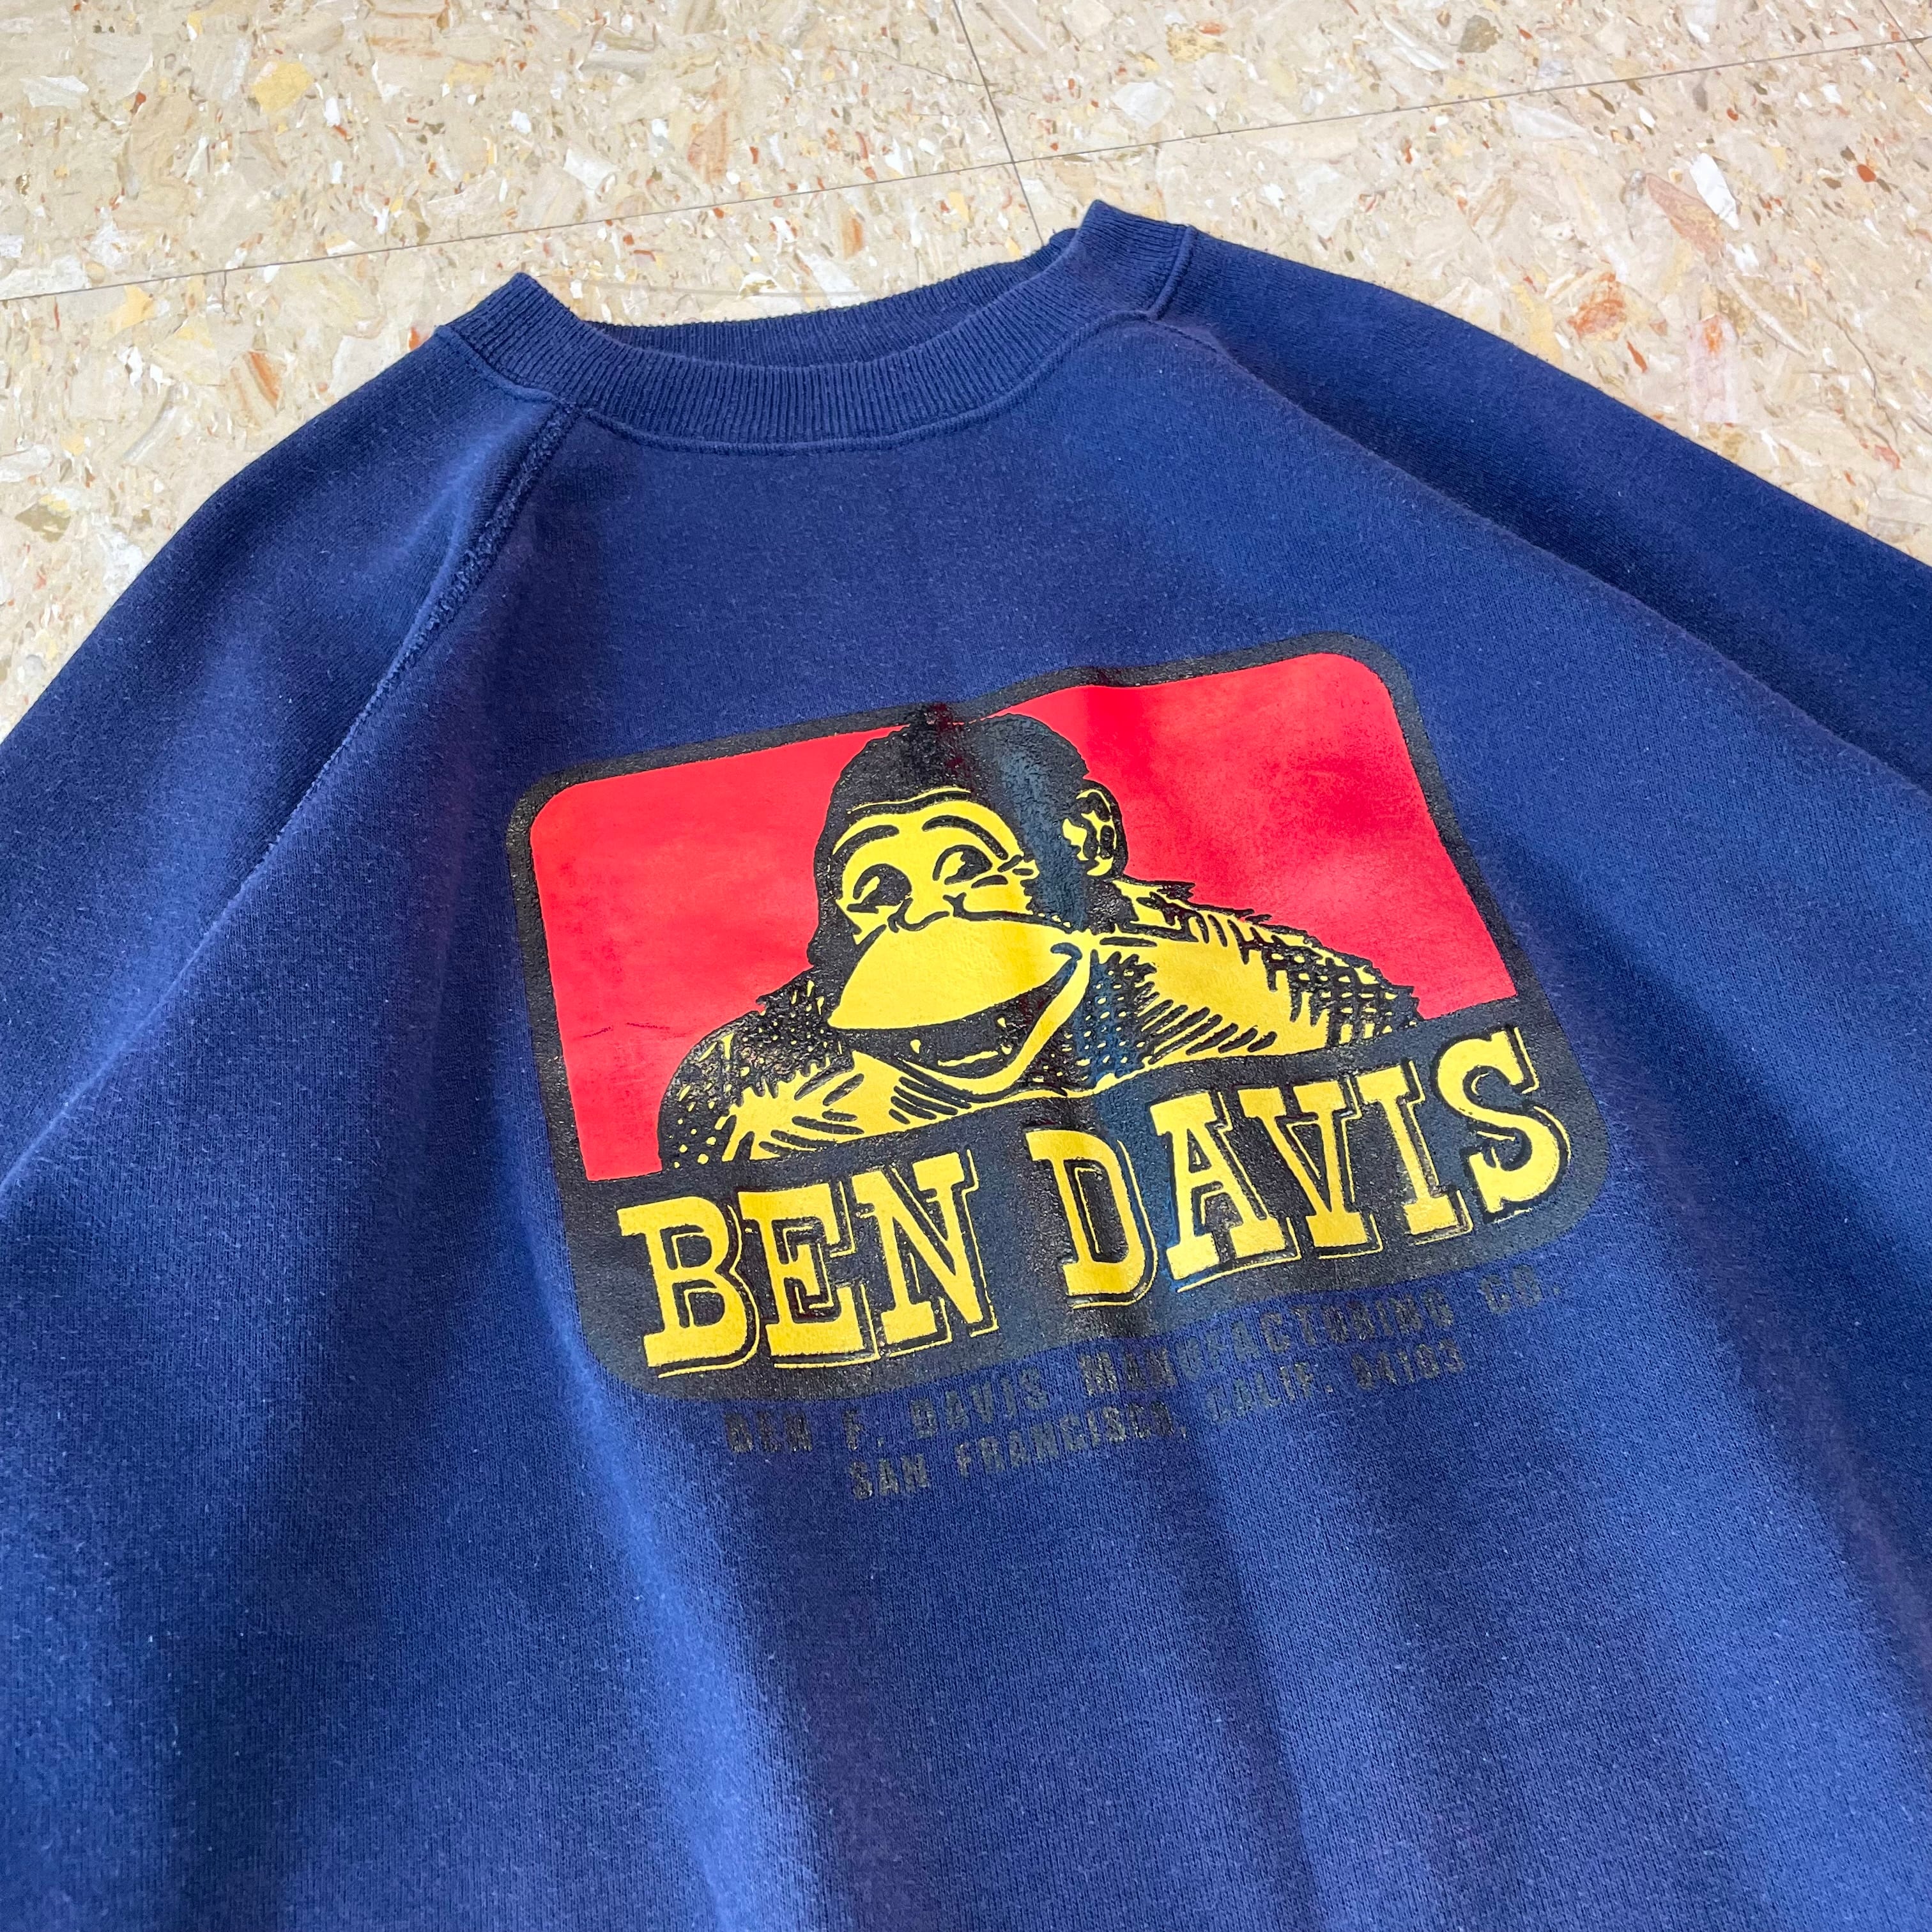 BEN DAVIS
BEN F. DAVIS MANUFACTURING CO.
SAN FRANCISCO, CALIF. 94103